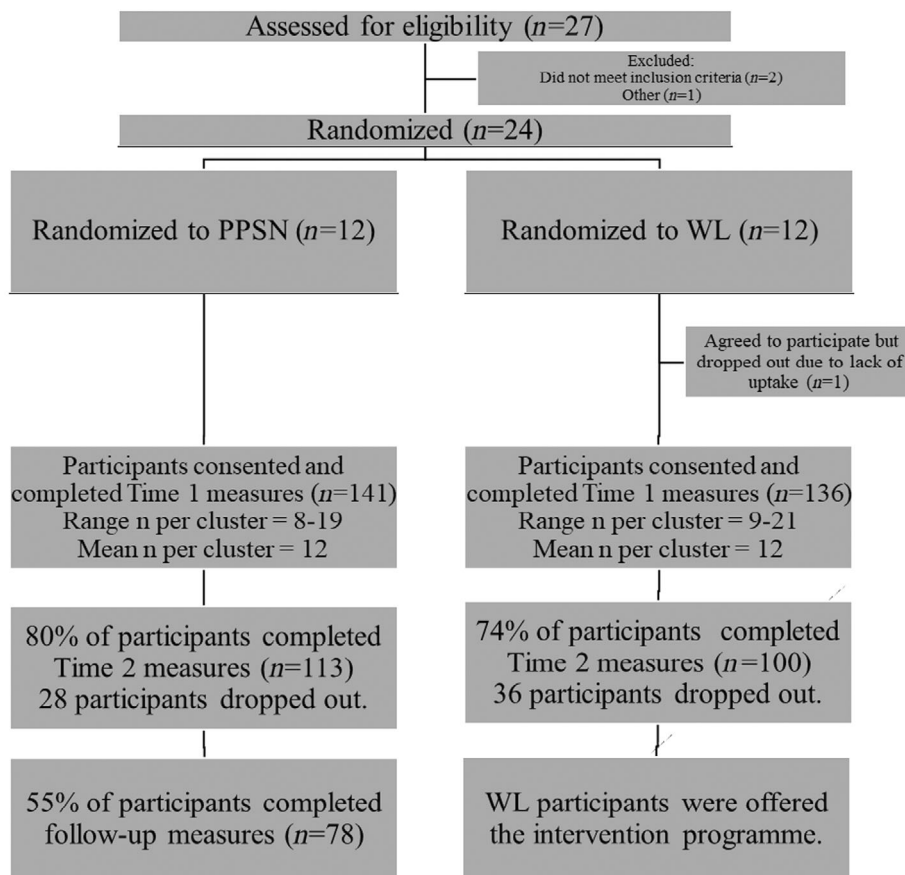 Assessed for eligibility (n=27)
Excluded:
Did not meet inclusion criteria (n=2)
Other (n=1)
Randomized (n=24)
Randomized to PPSN (n=12)
Randomized to WL (n=12)
Agreed to participate but
dropped out due to lack of
uptake (n=1)
Participants consented and
completed Time 1 measures (n=141)
Range n per cluster = 8-19
Mean n per cluster = 12
Participants consented and
completed Time 1 measures (n=136)
Range n per cluster = 9-21
Mean n per cluster = 12
80% of participants completed
Time 2 measures (n=113)
28 participants dropped out.
74% of participants completed
Time 2 measures (n=100)
36 participants dropped out.
55% of participants completed
follow-up measures (n=78)
WL participants were offered
the intervention programme.